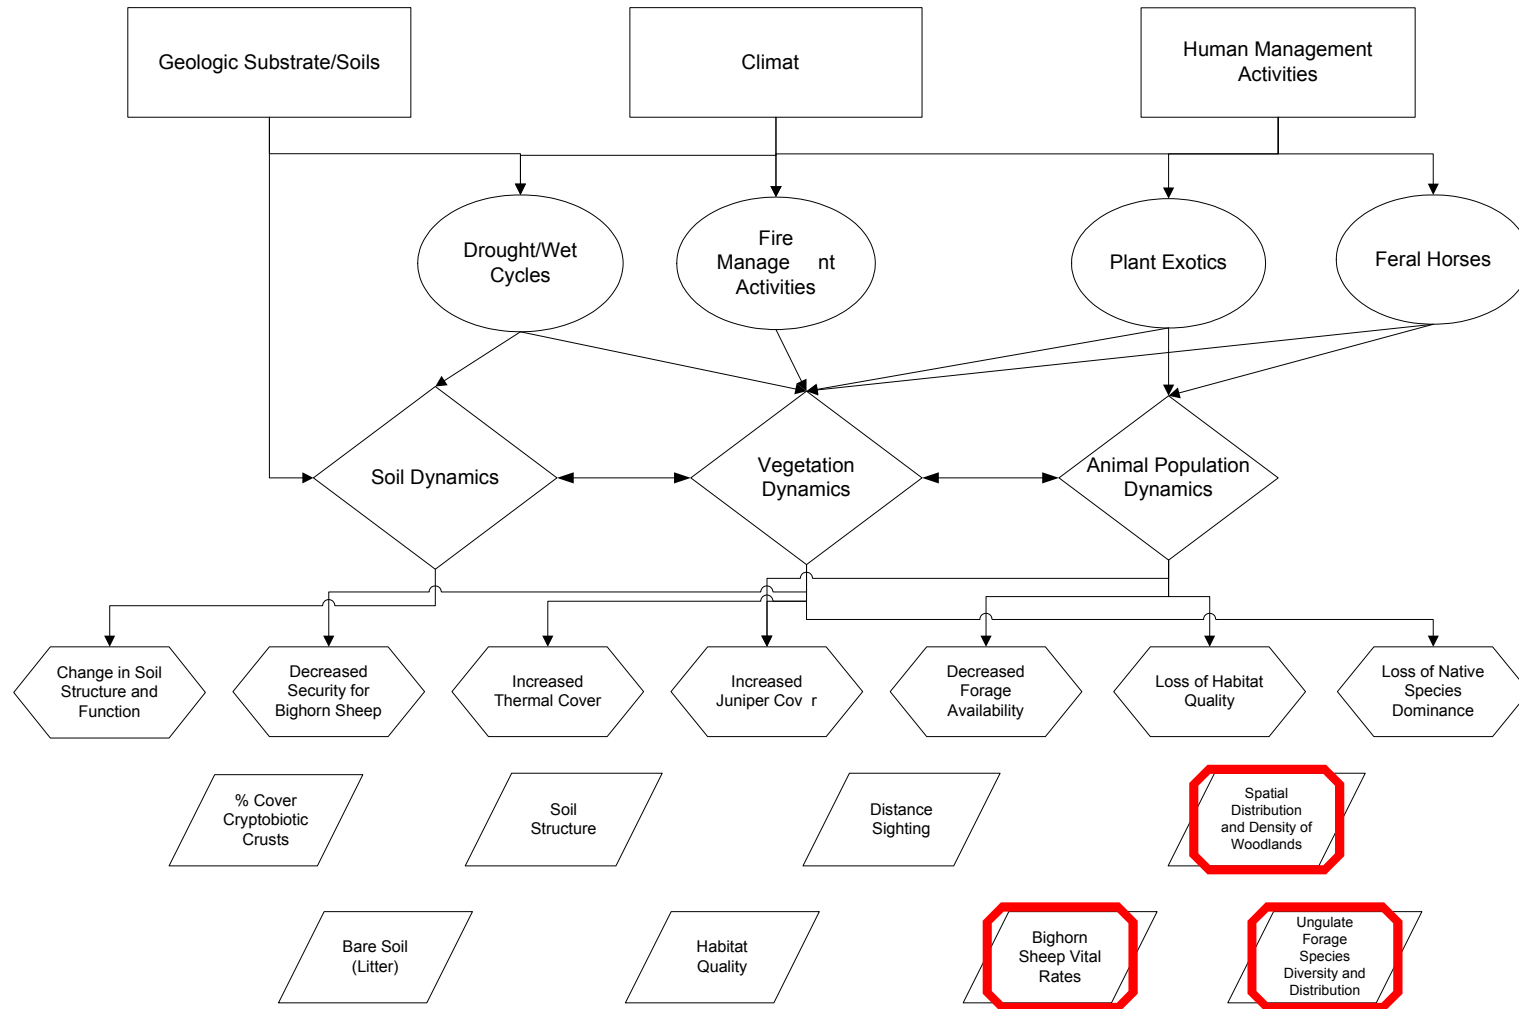 Geologic Substrate/Soils
Climat
Human Management
Activities
Drought/Wet
Cycles
Fire
Manage nt
Activities
Plant Exotics
Feral Horses
Soil Dynamics
Vegetation
Dynamics
Animal Population
Dynamics
Change in Soil
Structure and
Function
Decreased
Security for
Bighorn Sheep
Increased
Thermal Cover
Increased
Juniper Cov r
Decreased
Forage
Availability
Loss of Habitat
Quality
Loss of Native
Species
Dominance
% Cover
Cryptobiotic
Crusts
Soil
Structure
Distance
Sighting
Spatial
Distribution
and Density of
Woodlands
Bare Soil
(Litter)
Habitat
Quality
Bighorn
Sheep Vital
Rates
Ungulate
Forage
Species
Diversity and
Distribution